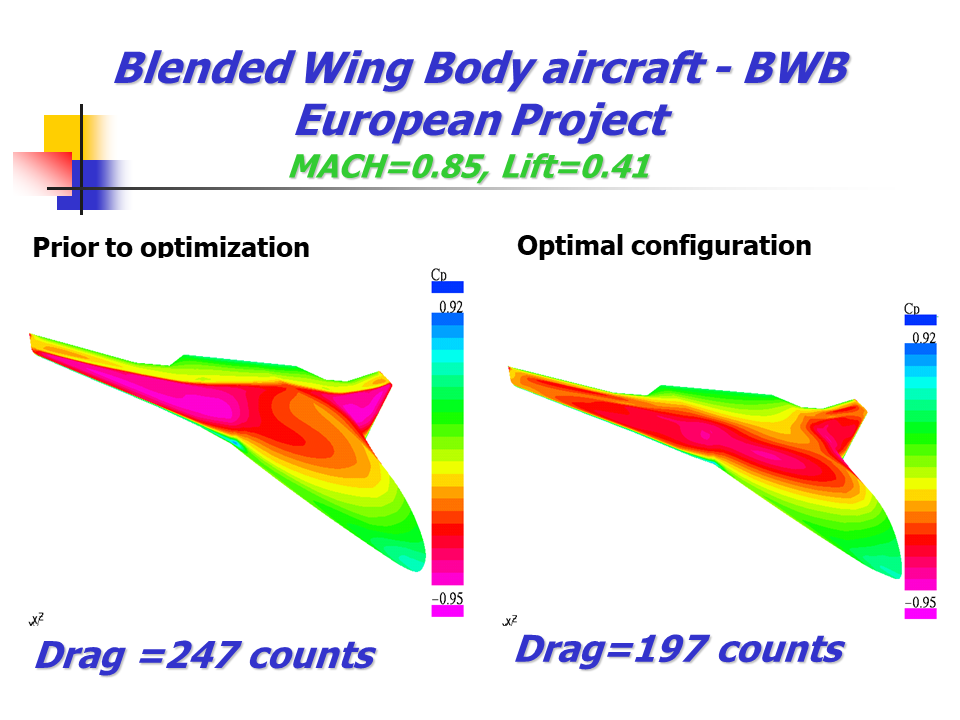 Blended Wing Body aircraft - BWB
European Project
MACH=0.85, Lift=0.41
Prior to optimization
Optimal configuration
Cp
0.92
-0.95
Cp
0.92
-0.95
Drag =247 counts
Drag=197 counts